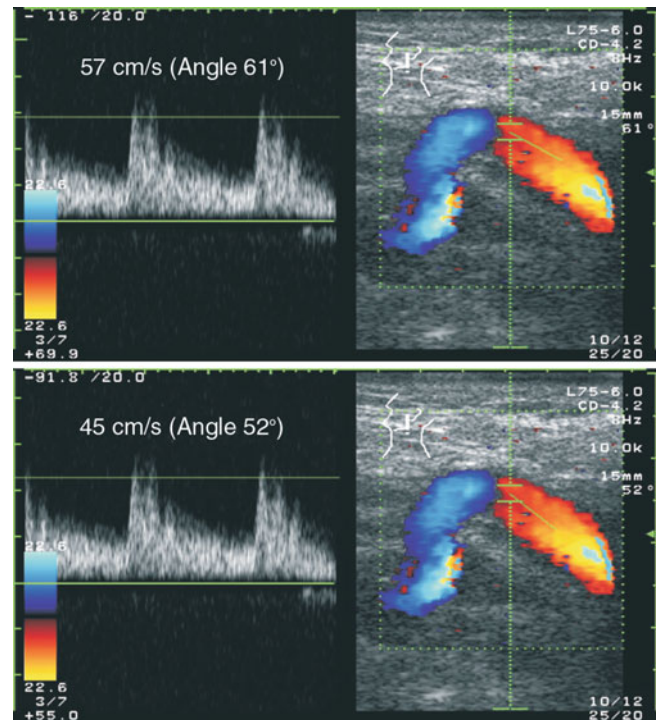 - 116 /20.0
57 cm/s (Angle 61°)
22.6
22.6
3/7
+69.9
L75-6.0
CD-4.2
8Hz
10.0k
15mm
61°
10/12
25/20
-91.8 /20.0
45 cm/s (Angle 52°)
22.6
22.6
3/7
+55.0
L75-6.0
CD-4.2
8Hz
10.0k
15mm
52°
10/12
25/20